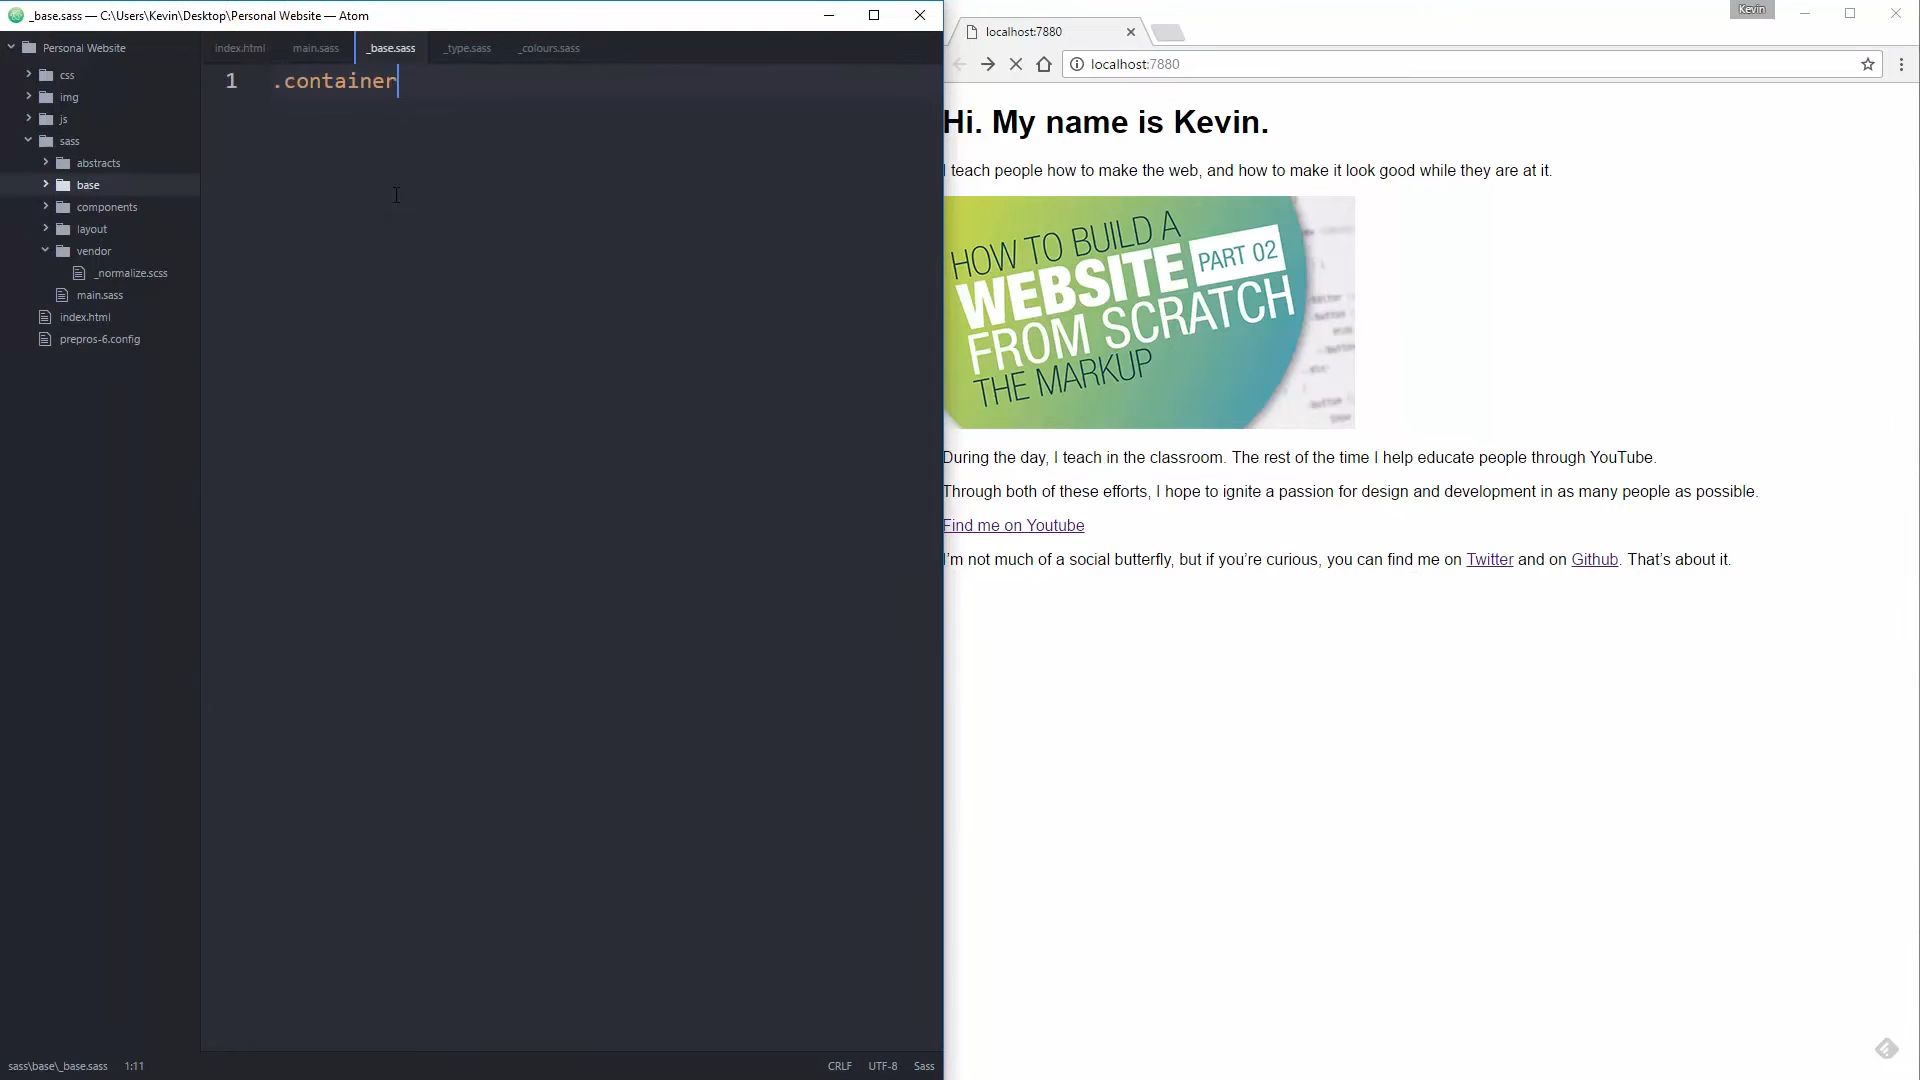 _base.sass — C:\Users\Kevin\Desktop\Personal Website — Atom
Personal Website
css
img
js
sass
abstracts
base
components
layout
vendor
_normalize.scss
main.sass
index.html
prepros-6.config
index.html main.sass _base.sass _type.sass _colours.sass
1 .container
sass\base\_base.sass 1:11 CRLF UTF-8 Sass
Kevin
localhost:7880
localhost:7880
Hi. My name is Kevin.
I teach people how to make the web, and how to make it look good while they are at it.
HOW TO BUILD A
WEBSITE PART 02
FROM SCRATCH
THE MARKUP
During the day, I teach in the classroom. The rest of the time I help educate people through YouTube.
Through both of these efforts, I hope to ignite a passion for design and development in as many people as possible.
Find me on Youtube
I’m not much of a social butterfly, but if you’re curious, you can find me on Twitter and on Github. That’s about it.